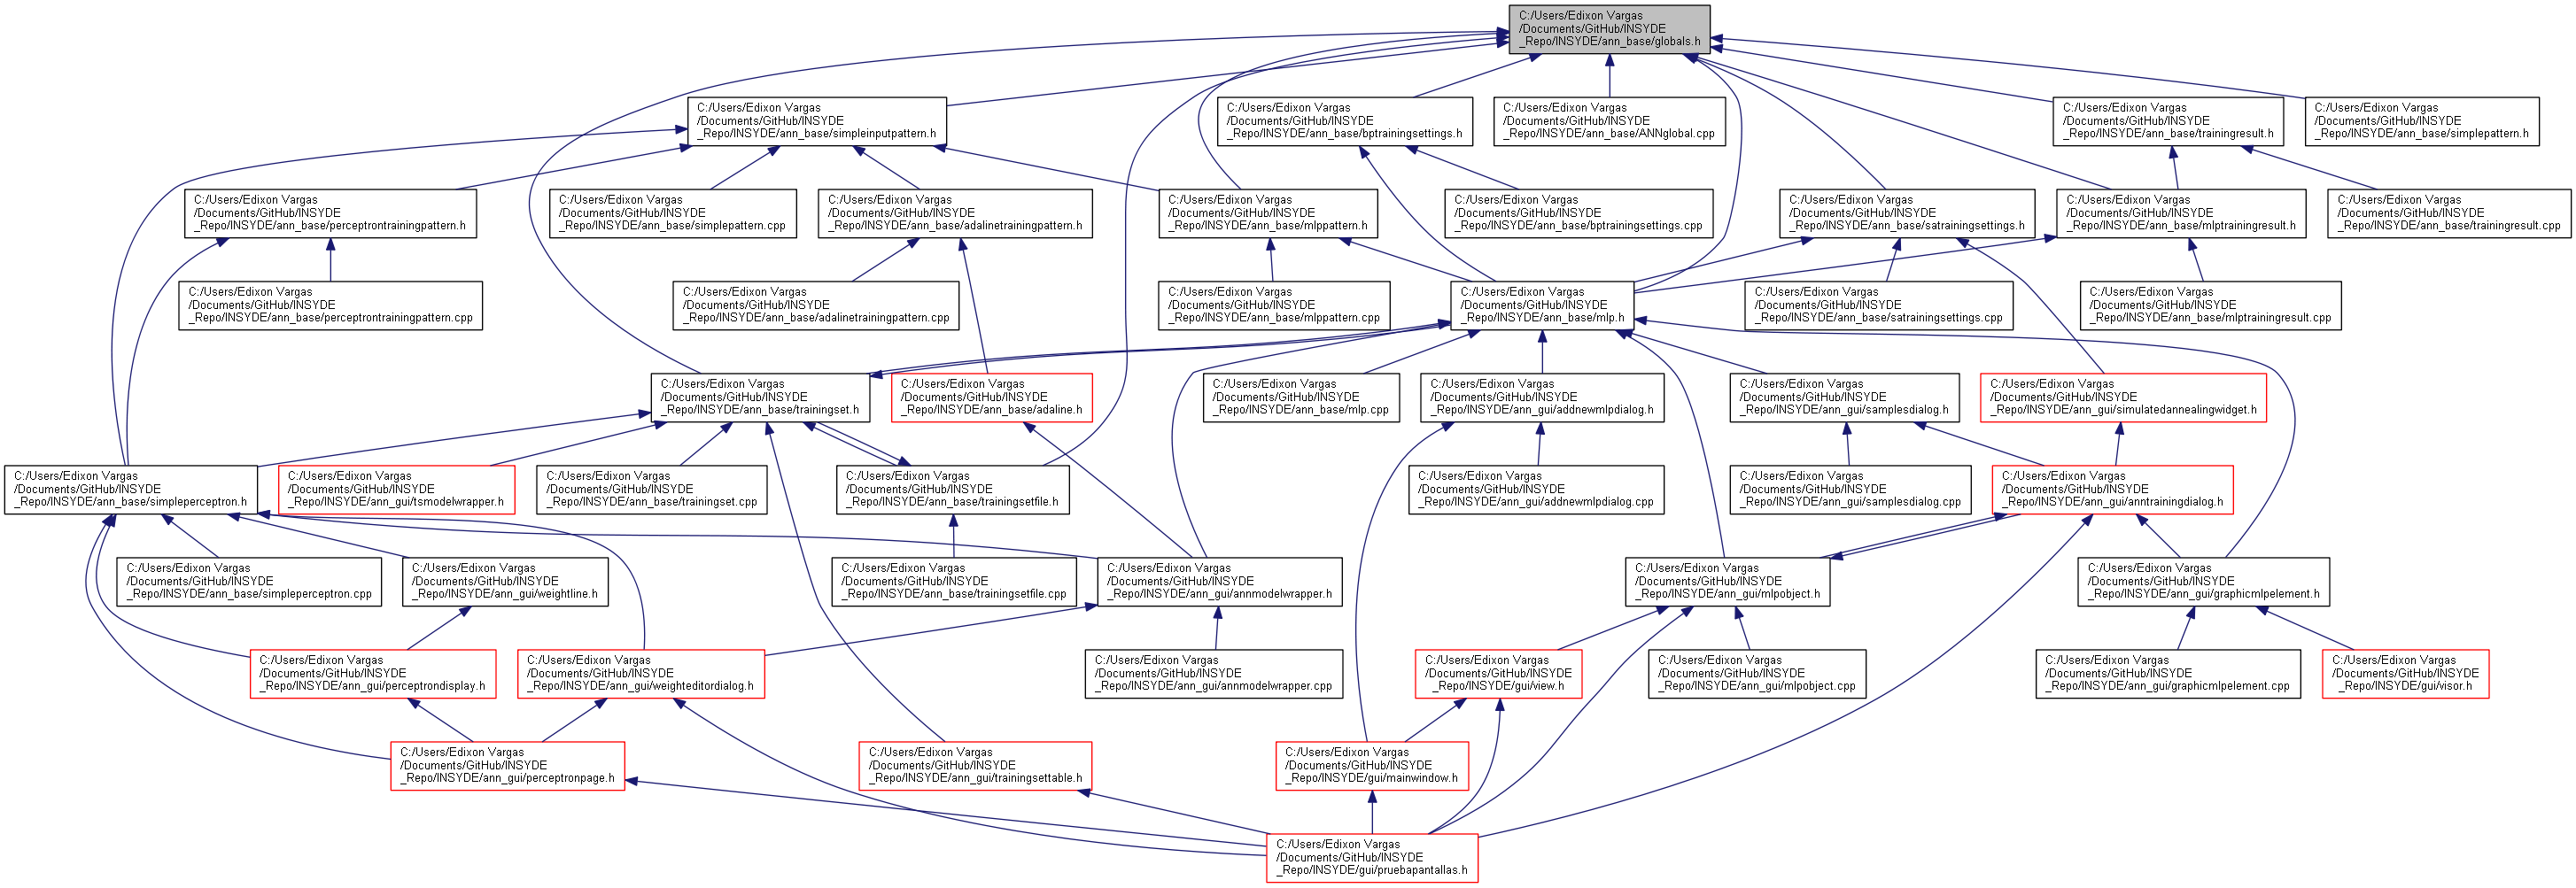 C:/Users/Edixon Vargas
/Documents/GitHub/INSYDE
_Repo/INSYDE/ann_base/globals.h
C:/Users/Edixon Vargas
/Documents/GitHub/INSYDE
_Repo/INSYDE/ann_base/simpleinputpattern.h
C:/Users/Edixon Vargas
/Documents/GitHub/INSYDE
_Repo/INSYDE/ann_base/bptrainingsettings.h
C:/Users/Edixon Vargas
/Documents/GitHub/INSYDE
_Repo/INSYDE/ann_base/ANNglobal.cpp
C:/Users/Edixon Vargas
/Documents/GitHub/INSYDE
_Repo/INSYDE/ann_base/trainingresult.h
C:/Users/Edixon Vargas
/Documents/GitHub/INSYDE
_Repo/INSYDE/ann_base/simplepattern.h
C:/Users/Edixon Vargas
/Documents/GitHub/INSYDE
_Repo/INSYDE/ann_base/perceptrontrainingpattern.h
C:/Users/Edixon Vargas
/Documents/GitHub/INSYDE
_Repo/INSYDE/ann_base/simplepattern.cpp
C:/Users/Edixon Vargas
/Documents/GitHub/INSYDE
_Repo/INSYDE/ann_base/adalinetrainingpattern.h
C:/Users/Edixon Vargas
/Documents/GitHub/INSYDE
_Repo/INSYDE/ann_base/mlppattern.h
C:/Users/Edixon Vargas
/Documents/GitHub/INSYDE
_Repo/INSYDE/ann_base/bptrainingsettings.cpp
C:/Users/Edixon Vargas
/Documents/GitHub/INSYDE
_Repo/INSYDE/ann_base/satrainingsettings.h
C:/Users/Edixon Vargas
/Documents/GitHub/INSYDE
_Repo/INSYDE/ann_base/mlptrainingresult.h
C:/Users/Edixon Vargas
/Documents/GitHub/INSYDE
_Repo/INSYDE/ann_base/trainingresult.cpp
C:/Users/Edixon Vargas
/Documents/GitHub/INSYDE
_Repo/INSYDE/ann_base/perceptrontrainingpattern.cpp
C:/Users/Edixon Vargas
/Documents/GitHub/INSYDE
_Repo/INSYDE/ann_base/adalinetrainingpattern.cpp
C:/Users/Edixon Vargas
/Documents/GitHub/INSYDE
_Repo/INSYDE/ann_base/mlppattern.cpp
C:/Users/Edixon Vargas
/Documents/GitHub/INSYDE
_Repo/INSYDE/ann_base/mlp.h
C:/Users/Edixon Vargas
/Documents/GitHub/INSYDE
_Repo/INSYDE/ann_base/satrainingsettings.cpp
C:/Users/Edixon Vargas
/Documents/GitHub/INSYDE
_Repo/INSYDE/ann_base/mlptrainingresult.cpp
C:/Users/Edixon Vargas
/Documents/GitHub/INSYDE
_Repo/INSYDE/ann_base/trainingset.h
C:/Users/Edixon Vargas
/Documents/GitHub/INSYDE
_Repo/INSYDE/ann_base/adaline.h
C:/Users/Edixon Vargas
/Documents/GitHub/INSYDE
_Repo/INSYDE/ann_base/mlp.cpp
C:/Users/Edixon Vargas
/Documents/GitHub/INSYDE
_Repo/INSYDE/ann_gui/addnewmlpdialog.h
C:/Users/Edixon Vargas
/Documents/GitHub/INSYDE
_Repo/INSYDE/ann_gui/samplesdialog.h
C:/Users/Edixon Vargas
/Documents/GitHub/INSYDE
_Repo/INSYDE/ann_gui/simulatedannealingwidget.h
C:/Users/Edixon Vargas
/Documents/GitHub/INSYDE
_Repo/INSYDE/ann_base/simpleperceptron.h
C:/Users/Edixon Vargas
/Documents/GitHub/INSYDE
_Repo/INSYDE/ann_gui/tsmodelwrapper.h
C:/Users/Edixon Vargas
/Documents/GitHub/INSYDE
_Repo/INSYDE/ann_base/trainingset.cpp
C:/Users/Edixon Vargas
/Documents/GitHub/INSYDE
_Repo/INSYDE/ann_base/trainingsetfile.h
C:/Users/Edixon Vargas
/Documents/GitHub/INSYDE
_Repo/INSYDE/ann_gui/addnewmlpdialog.cpp
C:/Users/Edixon Vargas
/Documents/GitHub/INSYDE
_Repo/INSYDE/ann_gui/samplesdialog.cpp
C:/Users/Edixon Vargas
/Documents/GitHub/INSYDE
_Repo/INSYDE/ann_gui/anntrainingdialog.h
C:/Users/Edixon Vargas
/Documents/GitHub/INSYDE
_Repo/INSYDE/ann_base/simpleperceptron.cpp
C:/Users/Edixon Vargas
/Documents/GitHub/INSYDE
_Repo/INSYDE/ann_gui/weightline.h
C:/Users/Edixon Vargas
/Documents/GitHub/INSYDE
_Repo/INSYDE/ann_base/trainingsetfile.cpp
C:/Users/Edixon Vargas
/Documents/GitHub/INSYDE
_Repo/INSYDE/ann_gui/annmodelwrapper.h
C:/Users/Edixon Vargas
/Documents/GitHub/INSYDE
_Repo/INSYDE/ann_gui/mlpobject.h
C:/Users/Edixon Vargas
/Documents/GitHub/INSYDE
_Repo/INSYDE/ann_gui/graphicmlpelement.h
C:/Users/Edixon Vargas
/Documents/GitHub/INSYDE
_Repo/INSYDE/ann_gui/perceptrondisplay.h
C:/Users/Edixon Vargas
/Documents/GitHub/INSYDE
_Repo/INSYDE/ann_gui/weighteditordialog.h
C:/Users/Edixon Vargas
/Documents/GitHub/INSYDE
_Repo/INSYDE/ann_gui/annmodelwrapper.cpp
C:/Users/Edixon Vargas
/Documents/GitHub/INSYDE
_Repo/INSYDE/gui/view.h
C:/Users/Edixon Vargas
/Documents/GitHub/INSYDE
_Repo/INSYDE/ann_gui/mlpobject.cpp
C:/Users/Edixon Vargas
/Documents/GitHub/INSYDE
_Repo/INSYDE/ann_gui/graphicmlpelement.cpp
C:/Users/Edixon Vargas
/Documents/GitHub/INSYDE
_Repo/INSYDE/gui/visor.h
C:/Users/Edixon Vargas
/Documents/GitHub/INSYDE
_Repo/INSYDE/ann_gui/perceptronpage.h
C:/Users/Edixon Vargas
/Documents/GitHub/INSYDE
_Repo/INSYDE/ann_gui/trainingsettable.h
C:/Users/Edixon Vargas
/Documents/GitHub/INSYDE
_Repo/INSYDE/gui/mainwindow.h
C:/Users/Edixon Vargas
/Documents/GitHub/INSYDE
_Repo/INSYDE/gui/pruebapantallas.h